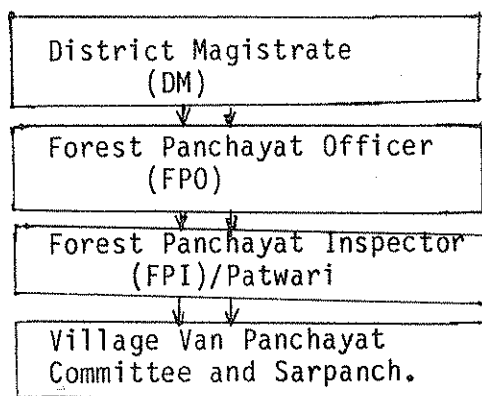 District Magistrate
(DM)
Forest Panchayat Officer
(FPO)
Forest Panchayat Inspector
(FPI)/Patwari
Village Van Panchayat
Committee and Sarpanch.